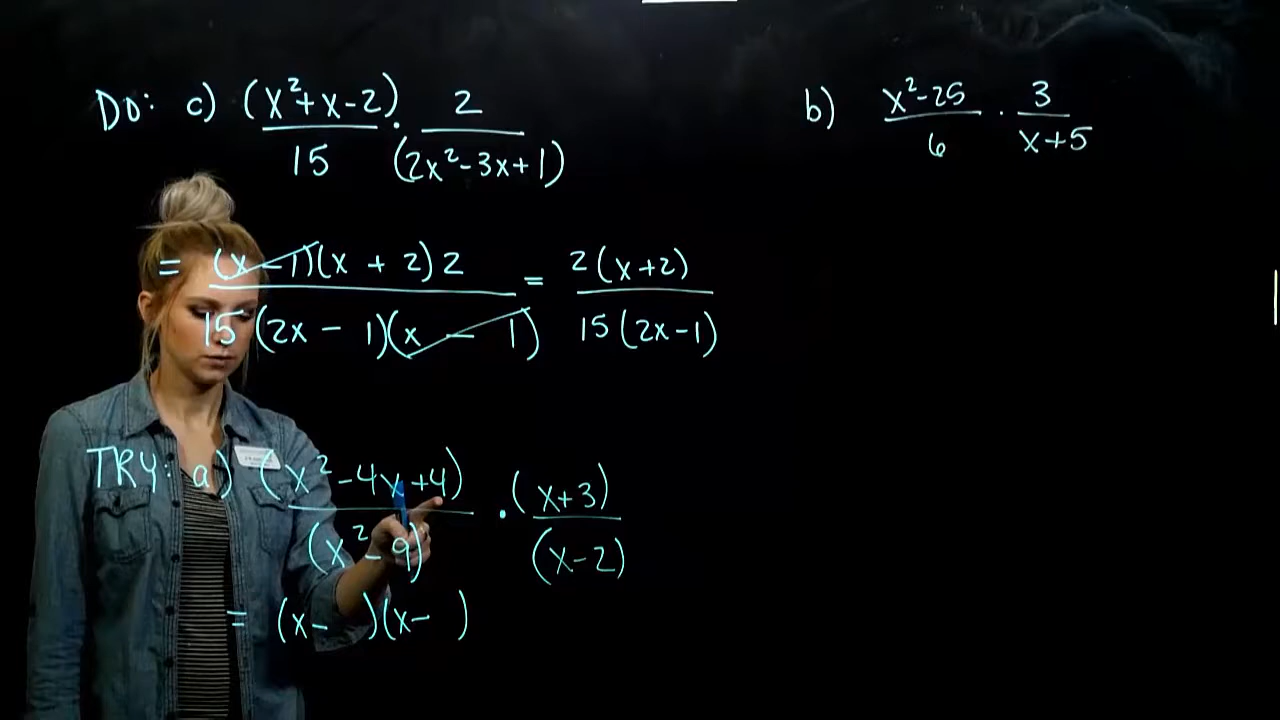 Do: c) (x²+x-2)/15 · 2/(2x²-3x+1)
= (x-1)(x + 2)2/15(2x - 1)(x - 1) = 2(x+2)/15(2x-1)
TRY: a) (x²-4x+4)/(x²-9) · (x+3)/(x-2)
= (x- )(x- )
b) x²-25/6 · 3/x+5